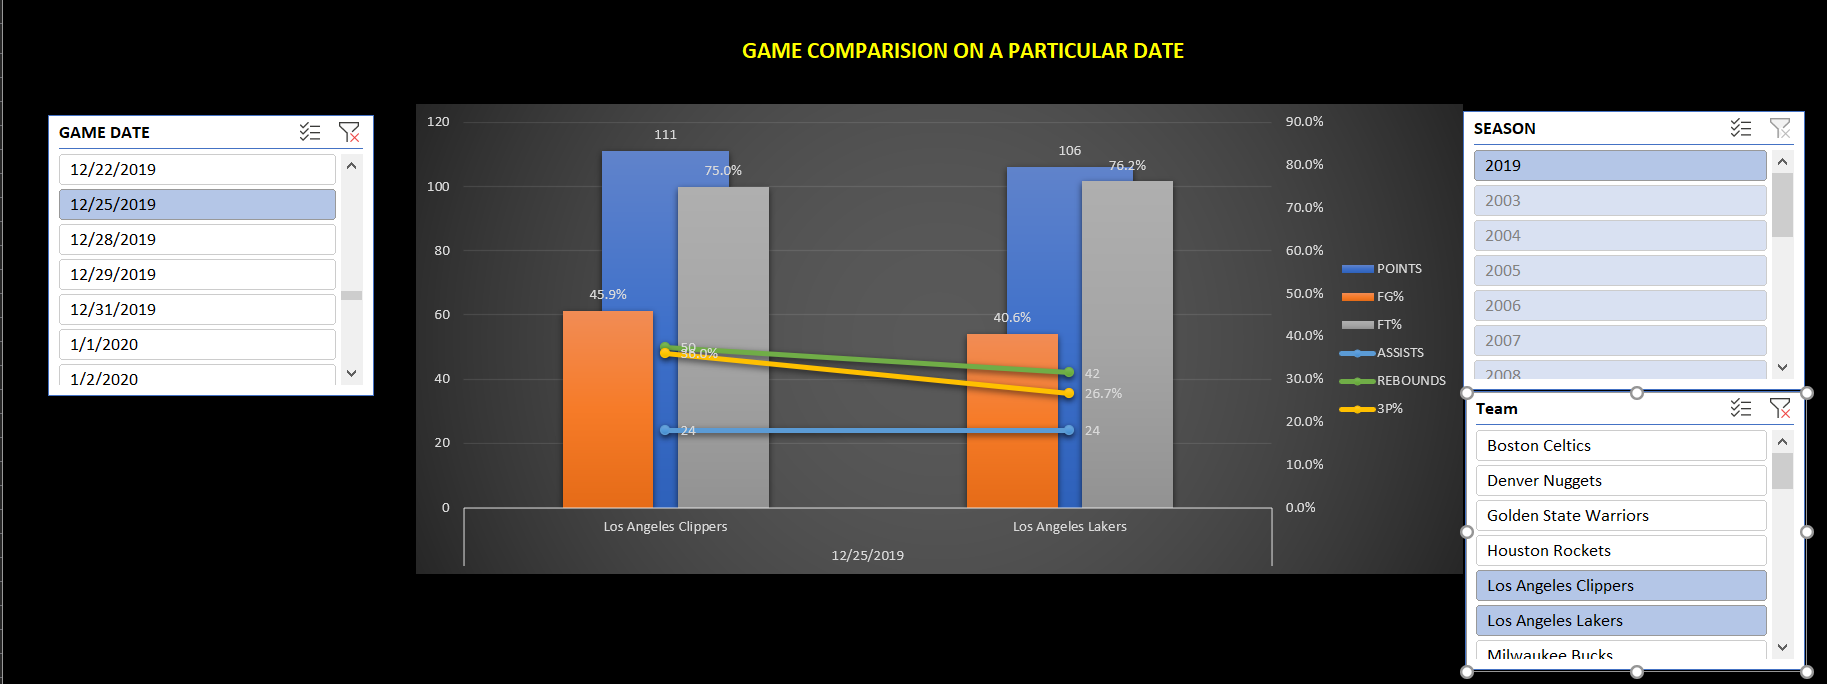 GAME COMPARISION ON A PARTICULAR DATE
GAME DATE
12/22/2019
12/25/2019
12/28/2019
12/29/2019
12/31/2019
1/1/2020
1/2/2020
120
100
80
60
40
20
0
111
75.0%
45.9%
50
36.0%
24
106
76.2%
40.6%
42
26.7%
24
Los Angeles Clippers
Los Angeles Lakers
12/25/2019
90.0%
80.0%
70.0%
60.0%
50.0%
40.0%
30.0%
20.0%
10.0%
0.0%
POINTS
FG%
FT%
ASSISTS
REBOUNDS
3P%
SEASON
2019
2003
2004
2005
2006
2007
2008
Team
Boston Celtics
Denver Nuggets
Golden State Warriors
Houston Rockets
Los Angeles Clippers
Los Angeles Lakers
Milwaukee Bucks